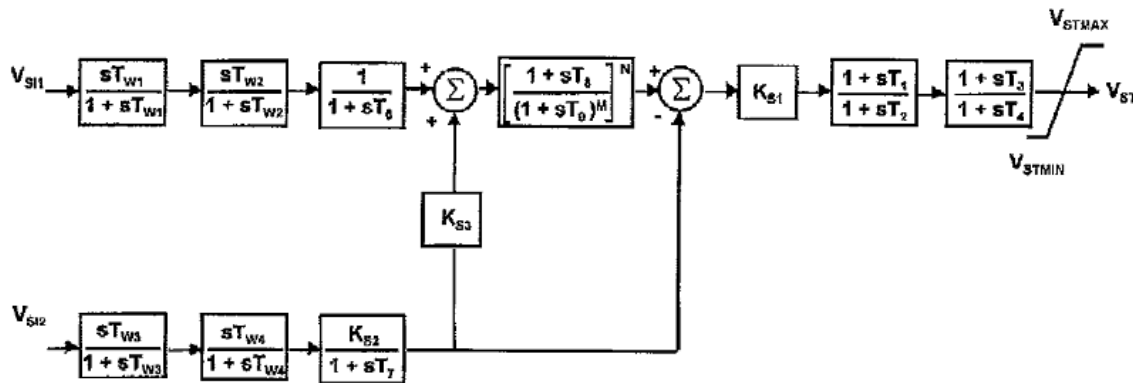 V_STMAX
V_SI1
sT_W1
1 + sT_W1
sT_W2
1 + sT_W2
1
1 + sT_6
+
Σ
+
[ 1 + sT_8
(1 + sT_9)^M ]^N
+
Σ
-
K_S1
1 + sT_1
1 + sT_2
1 + sT_3
1 + sT_4
V_ST
V_STMIN
K_S3
V_SI2
sT_W3
1 + sT_W3
sT_W4
1 + sT_W4
K_S2
1 + sT_7